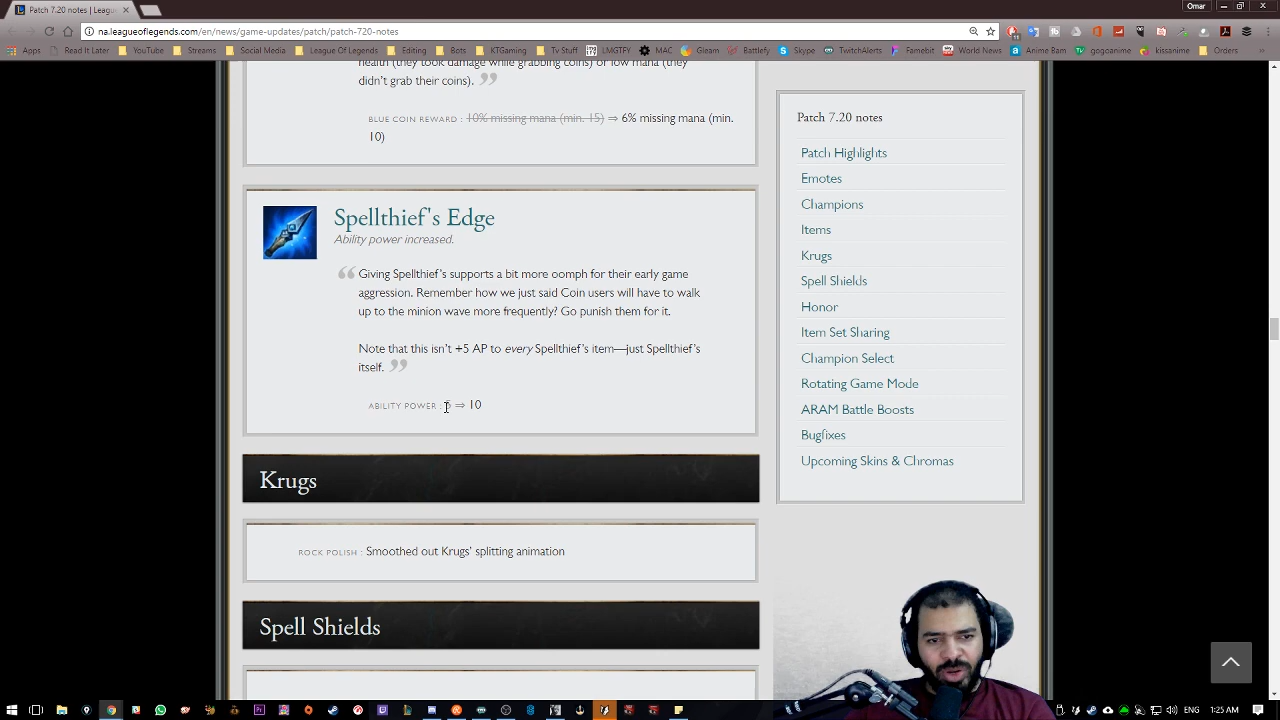 Patch 7.20 notes | Leagu
Omar
na.leagueoflegends.com/en/news/game-updates/patch/patch-720-notes
Apps Read It Later YouTube Streams Social Media League Of Legends Editing Bots KTGaming Tv Stuff LMGTFY MAC Gleam Battlefy Skype TwitchAlerts Famebit World News Anime Bam gogoanime kissanime Orders
health (they took damage while grabbing coins) or low mana (they
didn't grab their coins). ”
BLUE COIN REWARD : 10% missing mana (min. 15) ⇒ 6% missing mana (min.
10)
Spellthief's Edge
Ability power increased.
“ Giving Spellthief's supports a bit more oomph for their early game
aggression. Remember how we just said Coin users will have to walk
up to the minion wave more frequently? Go punish them for it.
Note that this isn't +5 AP to every Spellthief's item—just Spellthief's
itself. ”
ABILITY POWER : 5 ⇒ 10
Krugs
ROCK POLISH : Smoothed out Krugs' splitting animation
Spell Shields
Patch 7.20 notes
Patch Highlights
Emotes
Champions
Items
Krugs
Spell Shields
Honor
Item Set Sharing
Champion Select
Rotating Game Mode
ARAM Battle Boosts
Bugfixes
Upcoming Skins & Chromas
ENG 1:25 AM